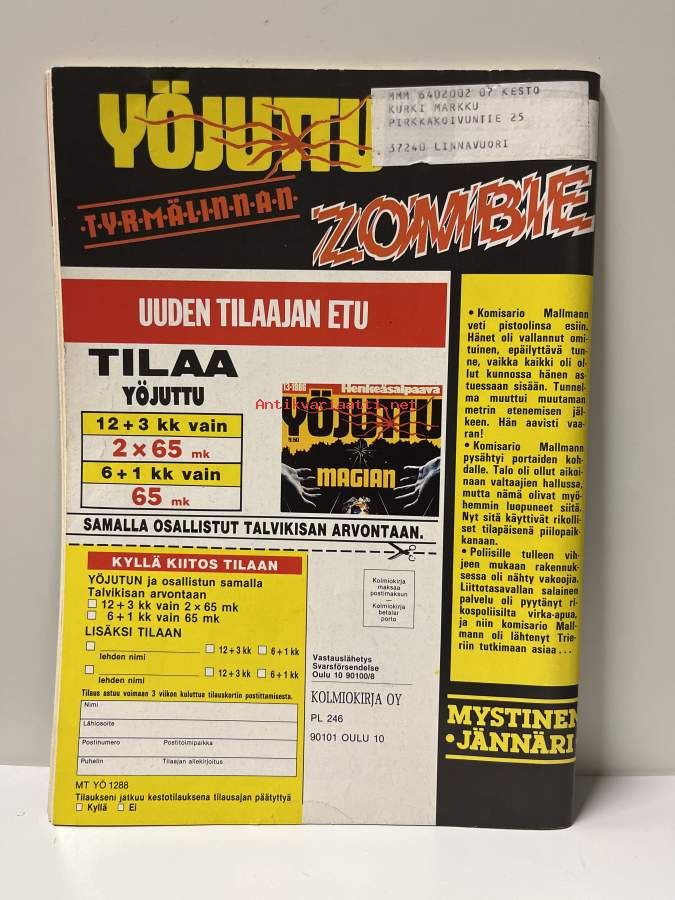 YÖJUTTU
MMM 6402002 07 KESTO
KURKI MARKKU
PIRKKAKOIVUNTIE 25
37240 LINNAVUORI
·T·Y·R·M·Ä·L·I·N·N·A·N·
ZOMBIE
UUDEN TILAAJAN ETU
TILAA
YÖJUTTU
12+3 kk vain
2 x 65 mk
6+1 kk vain
65 mk
13-1986
Henkeäsalpaava
Antikvariaatti.net
YÖJUTTU
9.50
MAGIAN
SAMALLA OSALLISTUT TALVIKISAN ARVONTAAN.
KYLLÄ KIITOS TILAAN
YÖJUTUN ja osallistun samalla
Talvikisan arvontaan
12+3 kk vain 2 x 65 mk
6+1 kk vain 65 mk
LISÄKSI TILAAN
12+3 kk 6+1 kk
lehden nimi
12+3 kk 6+1 kk
lehden nimi
Tilaus astuu voimaan 3 viikon kuluttua tilauskortin postittamisesta.
Nimi
Lähiosoite
Postinumero Postitoimipaikka
Puhelin Tilaajan allekirjoitus
MT YÖ 1288
Tilaukseni jatkuu kestotilauksena tilausajan päätyttyä
Kyllä Ei
Kolmiokirja
maksaa
postimaksun
—
Kolmiokirja
betalar
porto
Vastauslähetys
Svarsförsendelse
Oulu 10 90100/8
KOLMIOKIRJA OY
PL 246
90101 OULU 10
• Komisario Mallmann
veti pistoolinsa esiin.
Hänet oli vallannut omi-
tuinen, epäilyttävä tun-
ne, vaikka kaikki oli ol-
lut kunnossa hänen as-
tuessaan sisään. Tunnel-
ma muuttui muutaman
metrin etenemisen jäl-
keen. Hän aavisti vaa-
ran!
• Komisario Mallmann
pysähtyi portaiden koh-
dalle. Talo oli ollut aikoi-
naan valtaajien hallussa,
mutta nämä olivat myö-
hemmin luopuneet siitä.
Nyt sitä käyttivät rikolli-
set tilapäisenä piilopaik-
kanaan.
• Poliisille tulleen vih-
jeen mukaan rakennuk-
sessa oli nähty vakoojia.
Liittotasavallan salainen
palvelu oli pyytänyt ri-
kospoliisilta virka-apua,
ja niin komisario Mall-
mann oli lähtenyt Trie-
riin tutkimaan asiaa...
MYSTINEN
•JÄNNÄRI